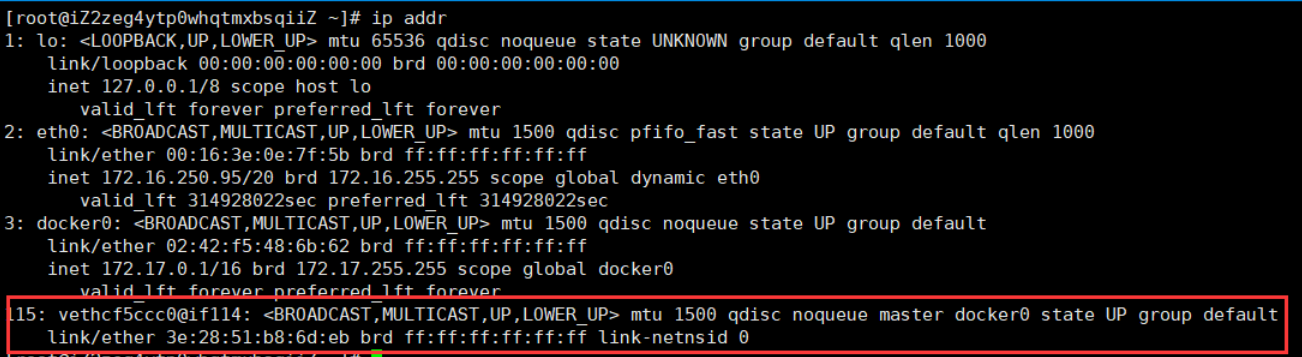 [root@iZ2zeg4ytp0whqtmxbsqiiZ ~]# ip addr
1: lo: <LOOPBACK,UP,LOWER_UP> mtu 65536 qdisc noqueue state UNKNOWN group default qlen 1000
    link/loopback 00:00:00:00:00:00 brd 00:00:00:00:00:00
    inet 127.0.0.1/8 scope host lo
       valid_lft forever preferred_lft forever
2: eth0: <BROADCAST,MULTICAST,UP,LOWER_UP> mtu 1500 qdisc pfifo_fast state UP group default qlen 1000
    link/ether 00:16:3e:0e:7f:5b brd ff:ff:ff:ff:ff:ff
    inet 172.16.250.95/20 brd 172.16.255.255 scope global dynamic eth0
       valid_lft 314928022sec preferred_lft 314928022sec
3: docker0: <BROADCAST,MULTICAST,UP,LOWER_UP> mtu 1500 qdisc noqueue state UP group default
    link/ether 02:42:f5:48:6b:62 brd ff:ff:ff:ff:ff:ff
    inet 172.17.0.1/16 brd 172.17.255.255 scope global docker0
       valid_lft forever preferred_lft forever
115: vethcf5ccc0@if114: <BROADCAST,MULTICAST,UP,LOWER_UP> mtu 1500 qdisc noqueue master docker0 state UP group default
    link/ether 3e:28:51:b8:6d:eb brd ff:ff:ff:ff:ff:ff link-netnsid 0